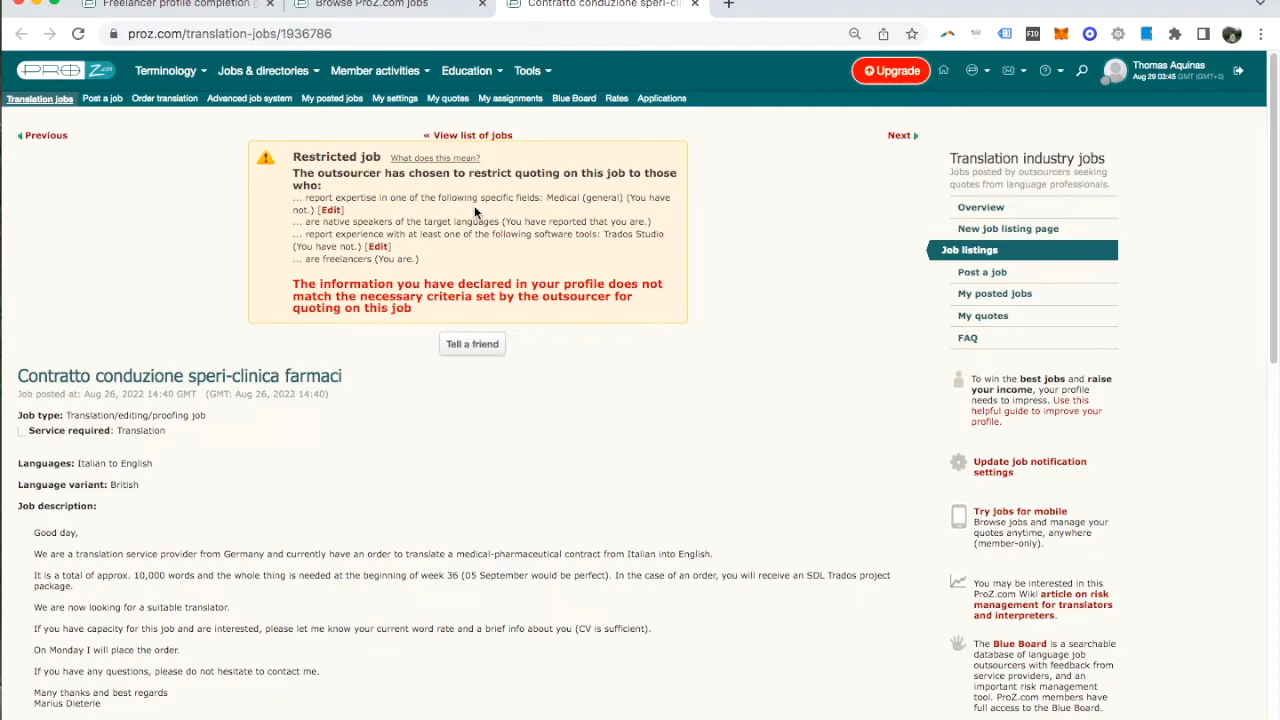 Freelancer profile completion g
Browse ProZ.com jobs
Contratto conduzione speri-cli
proz.com/translation-jobs/1936786
PROZ.com
Terminology
Jobs & directories
Member activities
Education
Tools
Upgrade
Thomas Aquinas
Aug 29 03:45 GMT (GMT+0)
Translation jobs
Post a job
Order translation
Advanced job system
My posted jobs
My settings
My quotes
My assignments
Blue Board
Rates
Applications
Previous
« View list of jobs
Next
Restricted job
What does this mean?
The outsourcer has chosen to restrict quoting on this job to those
who:
... report expertise in one of the following specific fields: Medical (general) (You have
not.) [Edit]
... are native speakers of the target languages (You have reported that you are.)
... report experience with at least one of the following software tools: Trados Studio
(You have not.) [Edit]
... are freelancers (You are.)
The information you have declared in your profile does not
match the necessary criteria set by the outsourcer for
quoting on this job
Tell a friend
Contratto conduzione speri-clinica farmaci
Job posted at: Aug 26, 2022 14:40 GMT (GMT: Aug 26, 2022 14:40)
Job type: Translation/editing/proofing job
Service required: Translation
Languages: Italian to English
Language variant: British
Job description:
Good day,
We are a translation service provider from Germany and currently have an order to translate a medical-pharmaceutical contract from Italian into English.
It is a total of approx. 10,000 words and the whole thing is needed at the beginning of week 36 (05 September would be perfect). In the case of an order, you will receive an SDL Trados project
package.
We are now looking for a suitable translator.
If you have capacity for this job and are interested, please let me know your current word rate and a brief info about you (CV is sufficient).
On Monday I will place the order.
If you have any questions, please do not hesitate to contact me.
Many thanks and best regards
Marius Dieterle
Translation industry jobs
Jobs posted by outsourcers seeking
quotes from language professionals.
Overview
New job listing page
Job listings
Post a job
My posted jobs
My quotes
FAQ
To win the best jobs and raise
your income, your profile
needs to impress. Use this
helpful guide to improve your
profile.
Update job notification
settings
Try jobs for mobile
Browse jobs and manage your
quotes anytime, anywhere
(member-only).
You may be interested in this
ProZ.com Wiki article on risk
management for translators
and interpreters.
The Blue Board is a searchable
database of language job
outsourcers with feedback from
service providers, and an
important risk management
tool. ProZ.com members have
full access to the Blue Board.